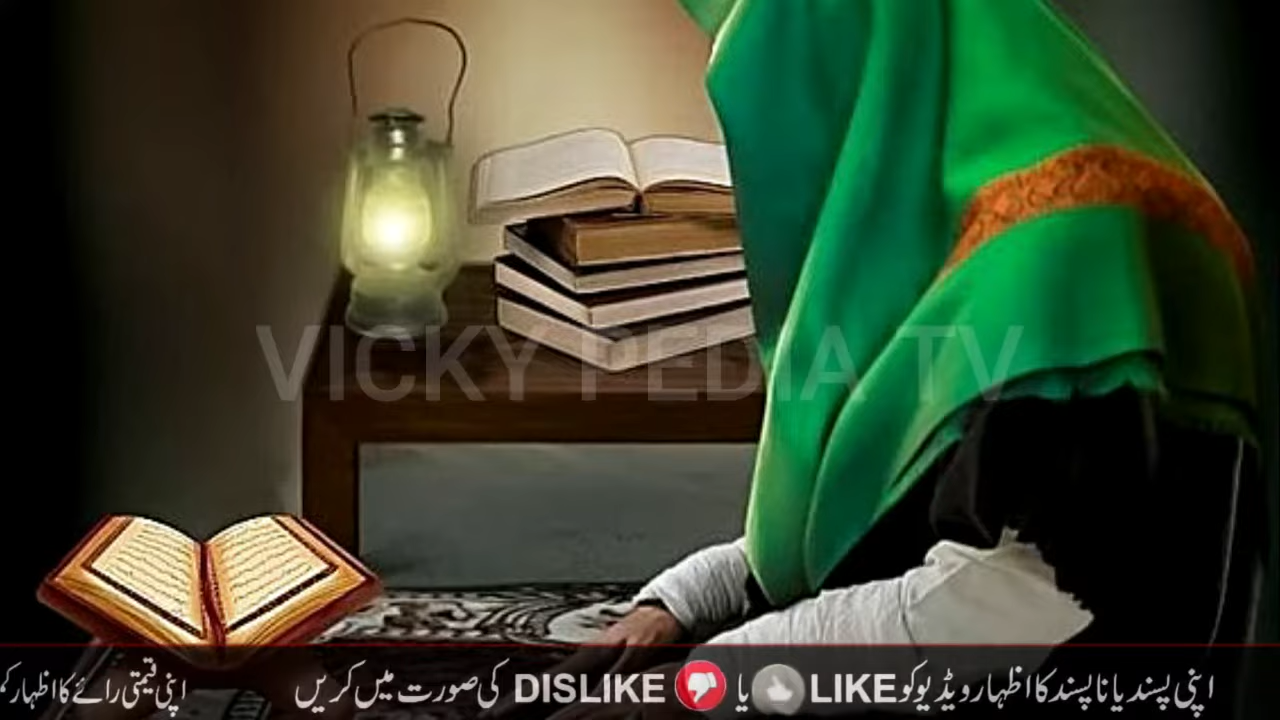 VICKY PEDIA TV
اپنی پسند یا ناپسند کا اظہار ویڈیو کو LIKE یا DISLIKE کی صورت میں کریں اپنی قیمتی رائے کا اظہار